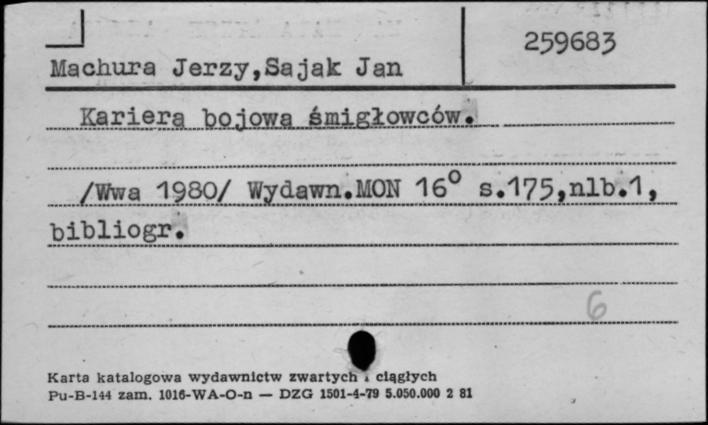 259683
Machura Jerzy,Sajak Jan
Kariera bojowa śmigłowców.
/Wwa 1980/ Wydawn.MON 16° s.175,nlb.1,
bibliogr.
6
Karta katalogowa wydawnictw zwartych i ciągłych
Pu-B-144 zam. 1016-WA-O-n — DZG 1501-4-79 5.050.000 2 81